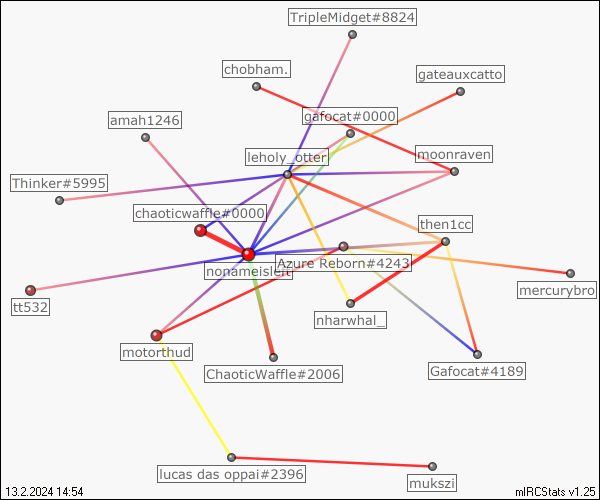 TripleMidget#8824
chobham.
gateauxcatto
gafocat#0000
amah1246
leholy_otter
moonraven
Thinker#5995
chaoticwaffle#0000
then1cc
nonameisleft
Azure Reborn#4243
mercurybro
tt532
nharwhal_
motorthud
ChaoticWaffle#2006
Gafocat#4189
lucas das oppai#2396
mukszi
13.2.2024 14:54
mIRCStats v1.25